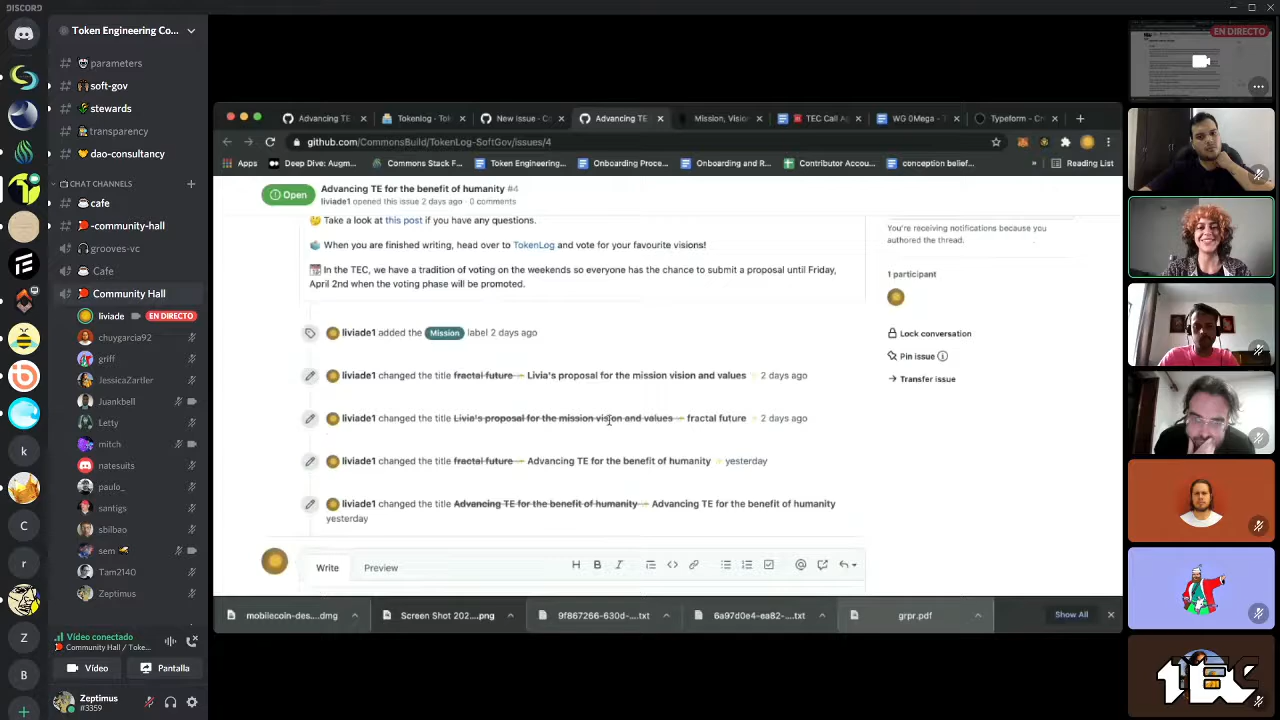 DISCORD
Token Engineering Co...
parameters
soft-gov
stewards
transparency
dao-contultancy
CHAT CHANNELS
cafe
community-hall
grooves-vc
Cafe
Community Hall
liviade EN DIRECTO
chuygarcia92
griff
JessicaZartler
Juankbell
Letty
mitch
natesuits
paulo_
santigs
sbilbao
sem
Tam2140
Zeptimus
C
Z
B
Vídeo conectado
Community Hall / Toke...
Vídeo
Pantalla
Zeptimus
#3359
Advancing TE
Tokenlog - To
New issue - C
Advancing TE
Mission, Visio
TEC Call A
WG 0Mega - T
Typeform - Cr
github.com/CommonsBuild/TokenLog-SoftGov/issues/4
Apps
Deep Dive: Augm...
Commons Stack F...
Token Engineering...
Onboarding Proce...
Onboarding and R...
Contributor Accou...
conception belief...
Reading List
Open
Advancing TE for the benefit of humanity #4
liviade1 opened this issue 2 days ago · 0 comments
Take a look at this post if you have any questions.
When you are finished writing, head over to TokenLog and vote for your favourite visions!
In the TEC, we have a tradition of voting on the weekends so everyone has the chance to submit a proposal until Friday,
April 2nd when the voting phase will be promoted.
liviade1 added the Mission label 2 days ago
liviade1 changed the title fractal future Livia's proposal for the mission vision and values 2 days ago
liviade1 changed the title Livia's proposal for the mission vision and values fractal future 2 days ago
liviade1 changed the title fractal future Advancing TE for the benefit of humanity yesterday
liviade1 changed the title Advancing TE for the benefit of humanity Advancing TE for the benefit of humanity
yesterday
You're receiving notifications because you
authored the thread.
1 participant
Lock conversation
Pin issue
Transfer issue
Write
Preview
mobilecoin-des....dmg
Screen Shot 202....png
9f867266-630d-....txt
6a97d0e4-ea82-....txt
grpr.pdf
Show All
EN DIRECTO
TEC